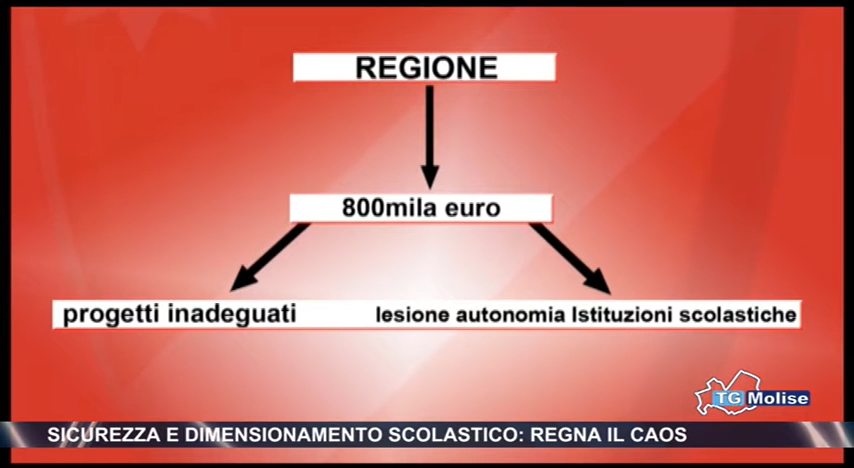 REGIONE
800mila euro
progetti inadeguati
lesione autonomia Istituzioni scolastiche
TG Molise
SICUREZZA E DIMENSIONAMENTO SCOLASTICO: REGNA IL CAOS